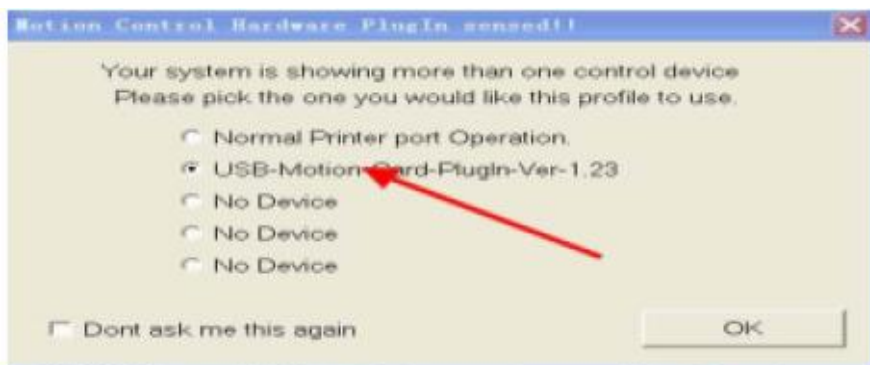 Motion Control Hardware PlugIn sensed!!
Your system is showing more than one control device
Please pick the one you would like this profile to use.
Normal Printer port Operation.
USB-Motion-Card-PlugIn-Ver-1.23
No Device
No Device
No Device
Dont ask me this again
OK